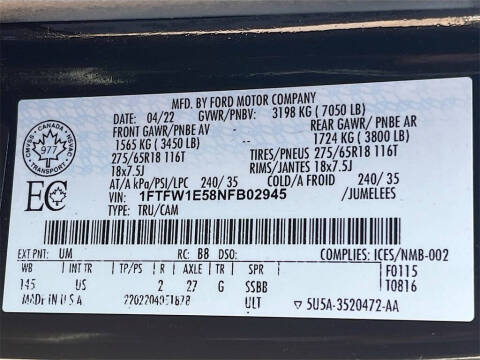 MFD. BY FORD MOTOR COMPANY
DATE: 04/22 GVWR/PNBV: 3198 KG ( 7050 LB)
FRONT GAWR/PNBE AV REAR GAWR/ PNBE AR
1565 KG ( 3450 LB) 1724 KG ( 3800 LB)
275/65R18 116T TIRES/PNEUS 275/65R18 116T
18x7.5J RIMS/JANTES 18x7.5J
AT/A kPa/PSI/LPC 240/ 35 COLD/A FROID 240/ 35
VIN: 1FTFW1E58NFB02945 /JUMELEES
TYPE: TRU/CAM
CANADA
977
TRANSPORT
EC
EXT PNT: UM RC: B8 DSO: COMPLIES: ICES/NMB-002
WB INT TR TP/PS R AXLE TR SPR F0115
145 US 2 27 G SSBB T0816
MADE IN U.S.A. ULT 5U5A-3520472-AA